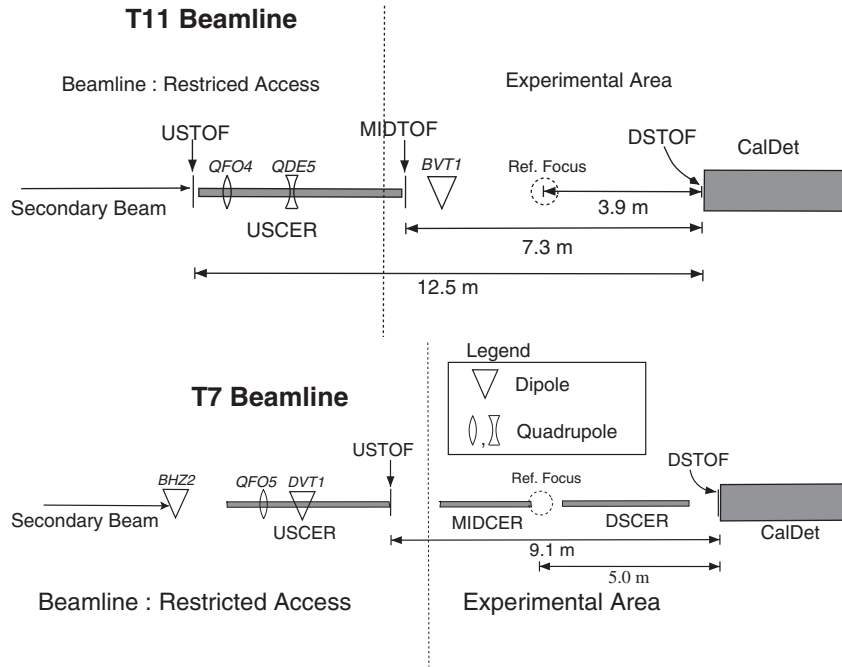 T11 Beamline
Beamline : Restriced Access
Experimental Area
USTOF
MIDTOF
DSTOF
CalDet
QFO4
QDE5
BVT1
Ref. Focus
Secondary Beam
USCER
3.9 m
7.3 m
12.5 m
Legend
Dipole
,
Quadrupole
T7 Beamline
USTOF
DSTOF
BHZ2
QFO5
DVT1
Ref. Focus
Secondary Beam
USCER
MIDCER
DSCER
CalDet
9.1 m
5.0 m
Beamline : Restricted Access
Experimental Area